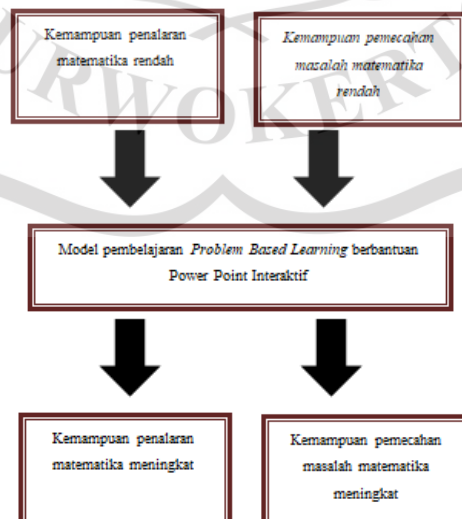 Kemampuan penalaran
matematika rendah
Kemampuan pemecahan
masalah matematika
rendah
Model pembelajaran Problem Based Learning berbantuan
Power Point Interaktif
Kemampuan penalaran
matematika meningkat
Kemampuan pemecahan
masalah matematika
meningkat